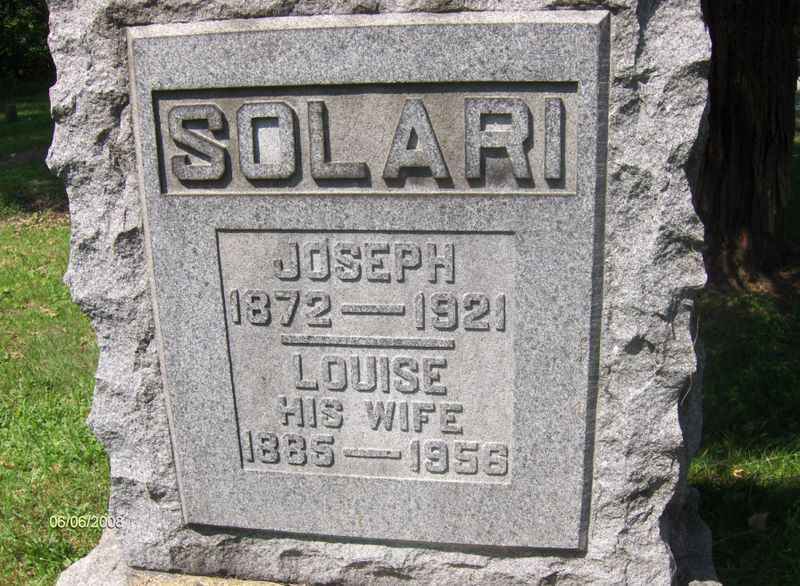 SOLARI
JOSEPH
1872 — 1921
LOUISE
HIS WIFE
1885 — 1956
06/06/2008